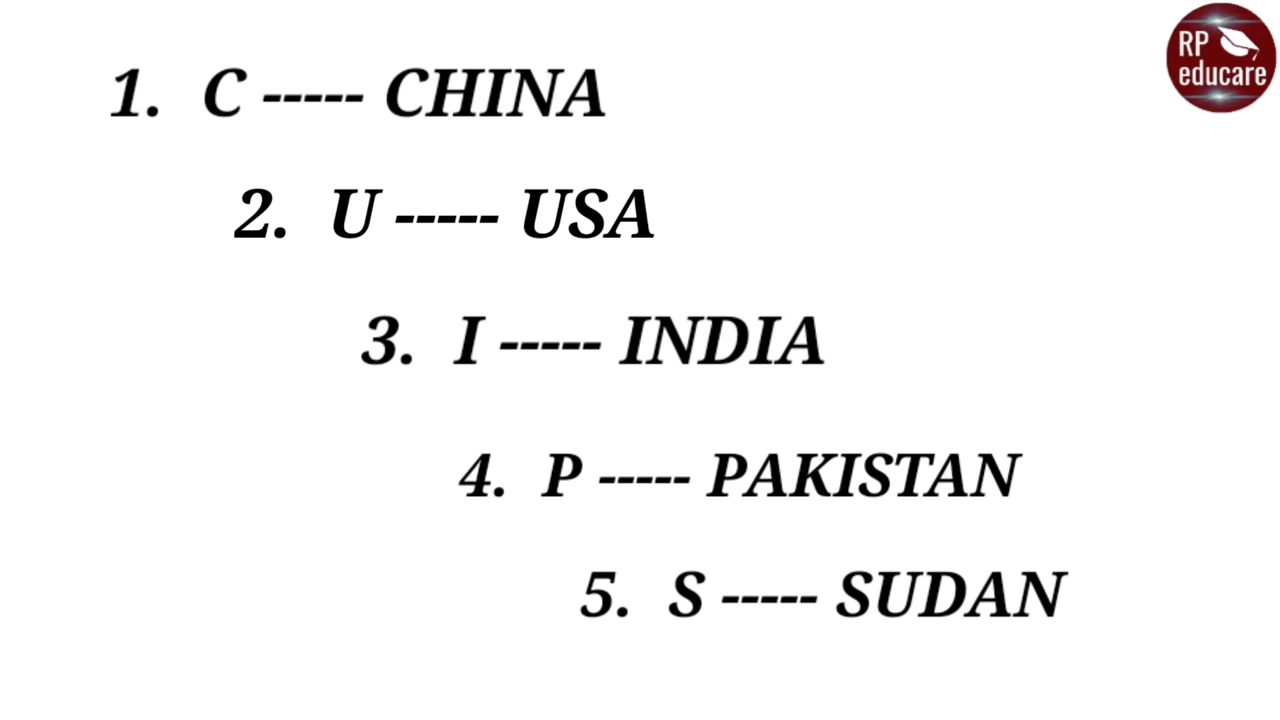 RP
educare
1. C ----- CHINA
2. U ----- USA
3. I ----- INDIA
4. P ----- PAKISTAN
5. S ----- SUDAN